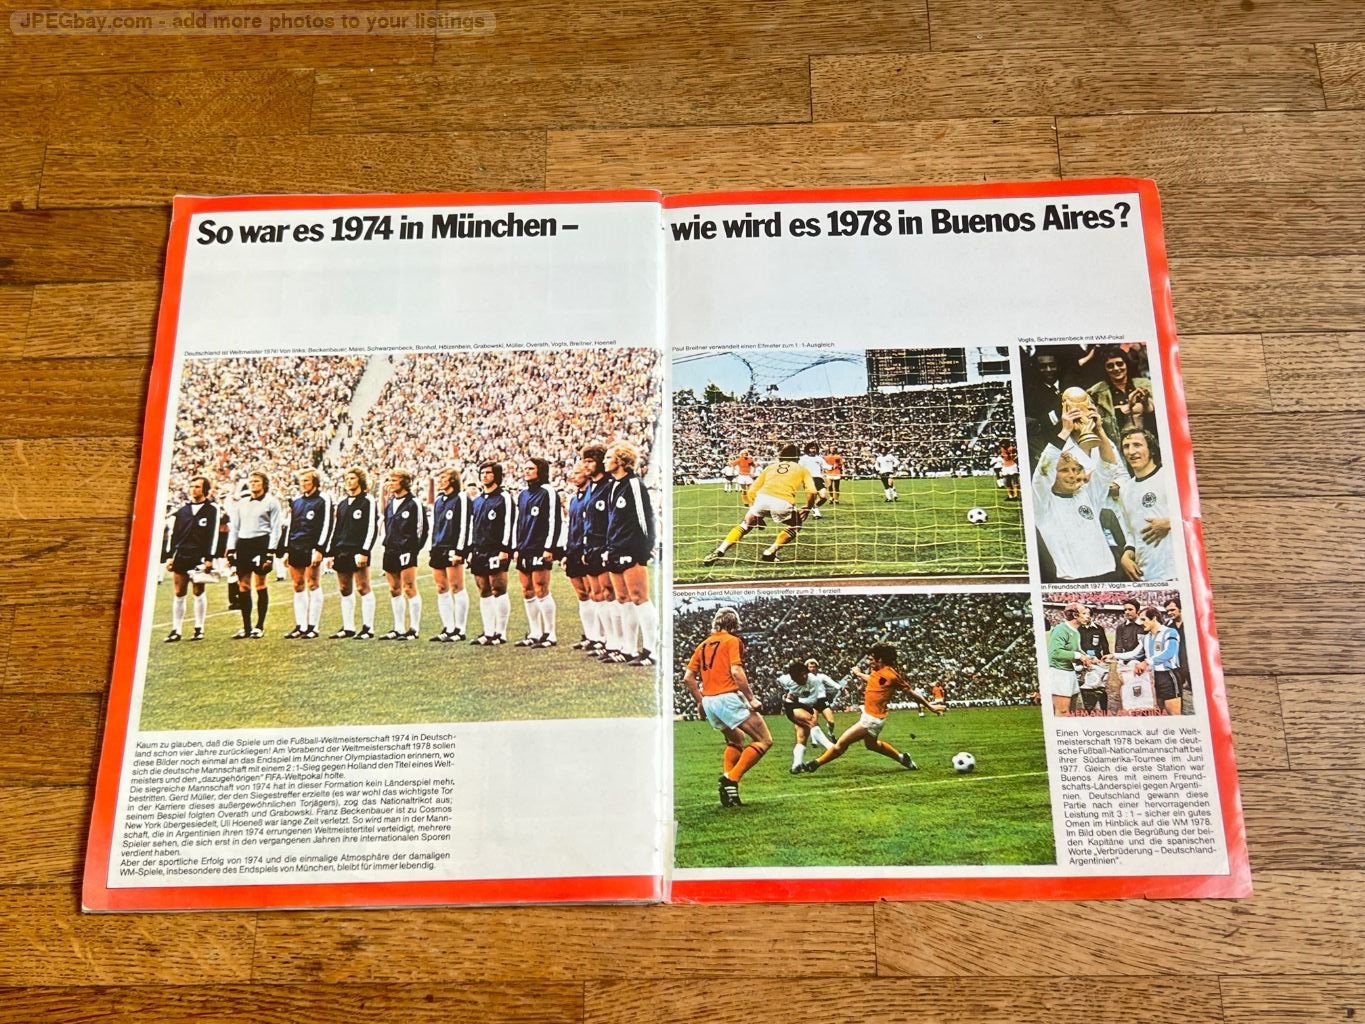 JPEGbay.com - add more photos to your listings
So war es 1974 in München – wie wird es 1978 in Buenos Aires?
Deutschland ist Weltmeister 1974! Von links: Beckenbauer, Maier, Schwarzenbeck, Bonhof, Hölzenbein, Grabowski, Müller, Overath, Vogts, Breitner, Hoeneß
Kaum zu glauben, daß die Spiele um die Fußball-Weltmeisterschaft 1974 in Deutsch-
land schon vier Jahre zurückliegen! Am Vorabend der Weltmeisterschaft 1978 sollen
diese Bilder noch einmal an das Endspiel im Münchner Olympiastadion erinnern, wo
sich die deutsche Mannschaft mit einem 2:1-Sieg gegen Holland den Titel eines Welt-
meisters und den „dazugehörigen" FIFA-Weltpokal holte.
Die siegreiche Mannschaft von 1974 hat in dieser Formation kein Länderspiel mehr
bestritten. Gerd Müller, der den Siegestreffer erzielte (es war wohl das wichtigste Tor
in der Karriere dieses außergewöhnlichen Torjägers), zog das Nationaltrikot aus;
seinem Bespiel folgten Overath und Grabowski. Franz Beckenbauer ist zu Cosmos
New York übergesiedelt, Uli Hoeneß war lange Zeit verletzt. So wird man in der Mann-
schaft, die in Argentinien ihren 1974 errungenen Weltmeistertitel verteidigt, mehrere
Spieler sehen, die sich erst in den vergangenen Jahren ihre internationalen Sporen
verdient haben.
Aber der sportliche Erfolg von 1974 und die einmalige Atmosphäre der damaligen
WM-Spiele, insbesondere des Endspiels von München, bleibt für immer lebendig.
Paul Breitner verwandelt einen Elfmeter zum 1:1-Ausgleich
8
Vogts, Schwarzenbeck mit WM-Pokal
Soeben hat Gerd Müller den Siegestreffer zum 2:1 erzielt
17
In Freundschaft 1977: Vogts – Carrascosa
Einen Vorgeschmack auf die Welt-
meisterschaft 1978 bekam die deut-
sche Fußball-Nationalmannschaft bei
ihrer Südamerika-Tournee im Juni
1977. Gleich die erste Station war
Buenos Aires mit einem Freund-
schafts-Länderspiel gegen Argenti-
nien. Deutschland gewann diese
Partie nach einer hervorragenden
Leistung mit 3:1 – sicher ein gutes
Omen im Hinblick auf die WM 1978.
Im Bild oben die Begrüßung der bei-
den Kapitäne und die spanischen
Worte „Verbrüderung – Deutschland-
Argentinien".